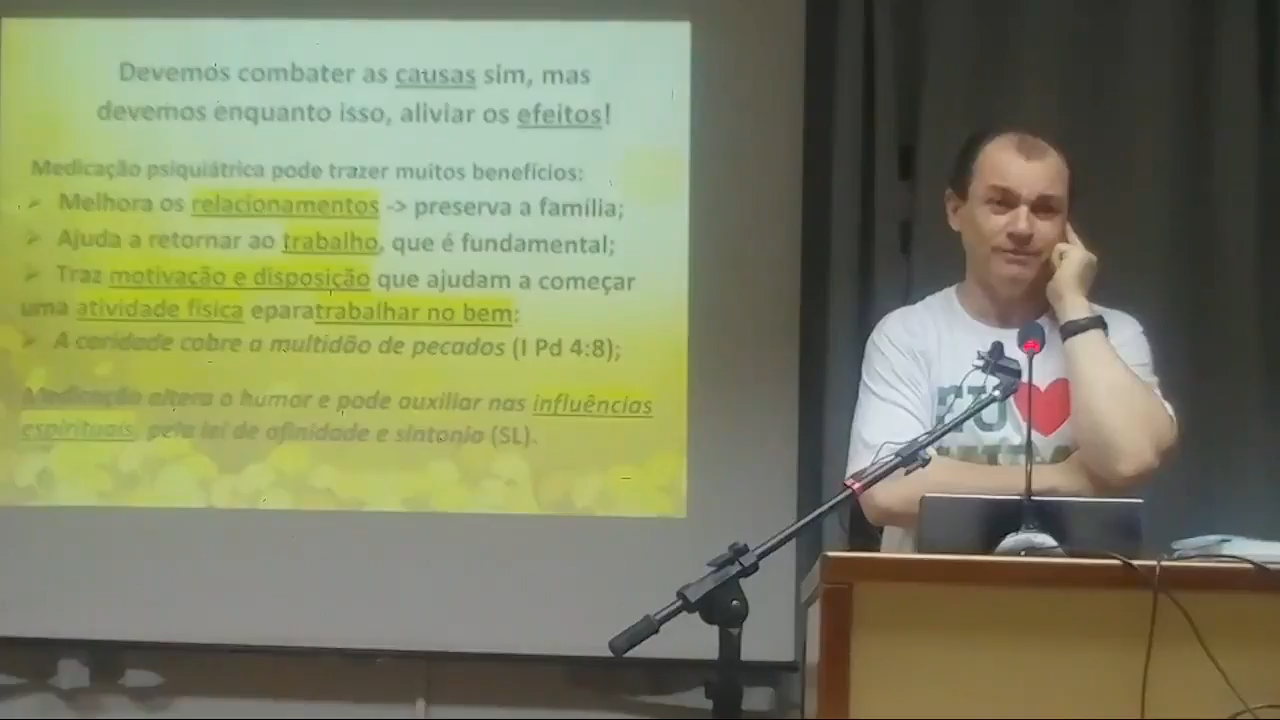 Devemos combater as causas sim, mas
devemos enquanto isso, aliviar os efeitos!
Medicação psiquiátrica pode trazer muitos benefícios:
➤ Melhora os relacionamentos -> preserva a família;
➤ Ajuda a retornar ao trabalho, que é fundamental;
➤ Traz motivação e disposição que ajudam a começar
uma atividade física eparatrabalhar no bem:
➤ A caridade cobre a multidão de pecados (I Pd 4:8);
Medicação altera o humor e pode auxiliar nas influências
espirituais, pela lei de afinidade e sintonia (SL).
EU